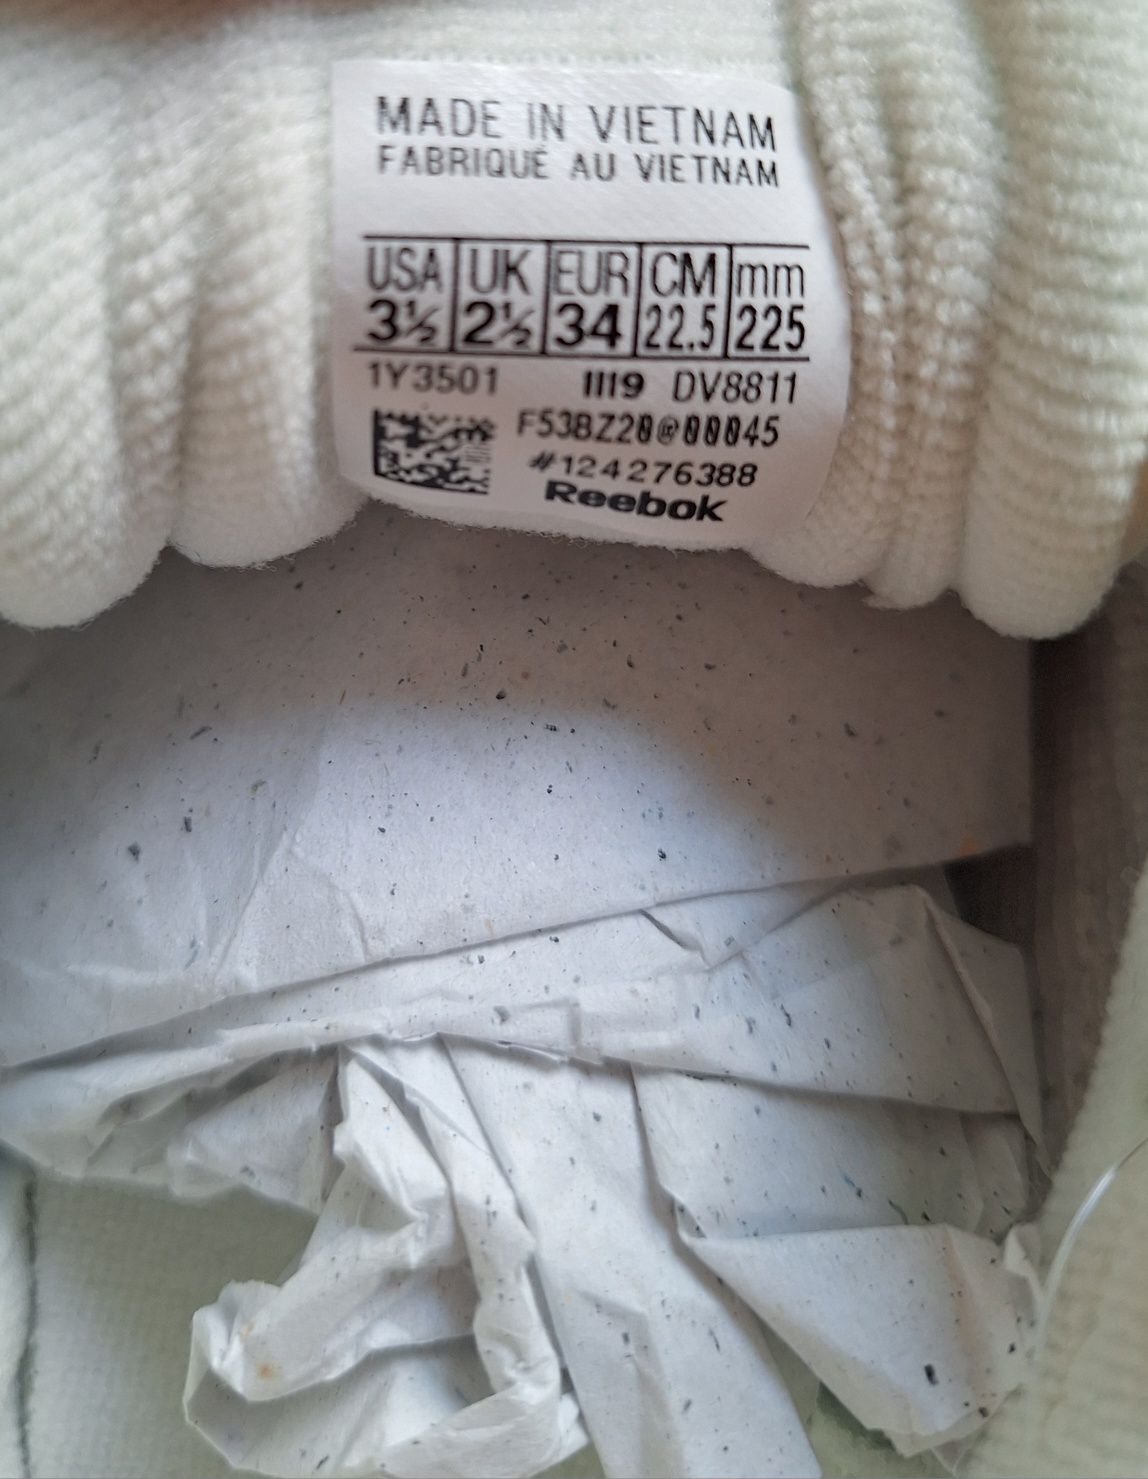 MADE IN VIETNAM
FABRIQUÉ AU VIETNAM
USA UK EUR CM mm
3½ 2½ 34 22.5 225
1Y3501 1119 DV8811
F53BZ20@00045
#124276388
Reebok